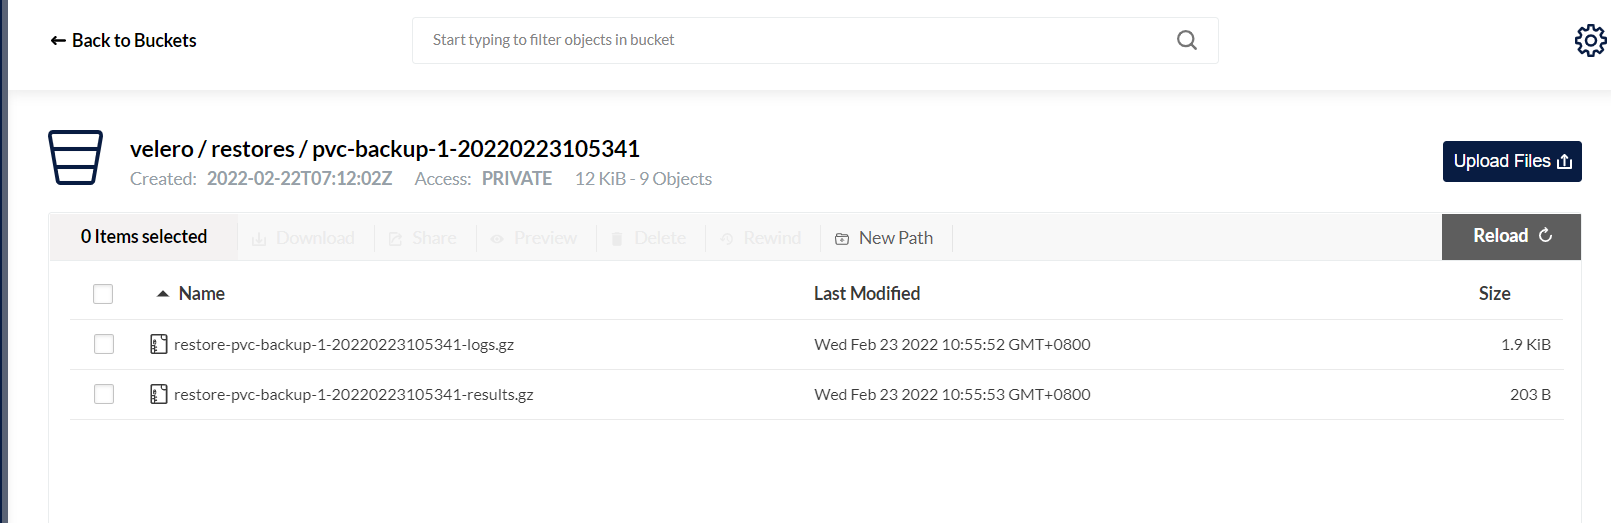 ← Back to Buckets
Start typing to filter objects in bucket
velero / restores / pvc-backup-1-20220223105341
Created: 2022-02-22T07:12:02Z Access: PRIVATE 12 KiB - 9 Objects
Upload Files
0 Items selected Download Share Preview Delete Rewind New Path Reload
Name Last Modified Size
restore-pvc-backup-1-20220223105341-logs.gz Wed Feb 23 2022 10:55:52 GMT+0800 1.9 KiB
restore-pvc-backup-1-20220223105341-results.gz Wed Feb 23 2022 10:55:53 GMT+0800 203 B